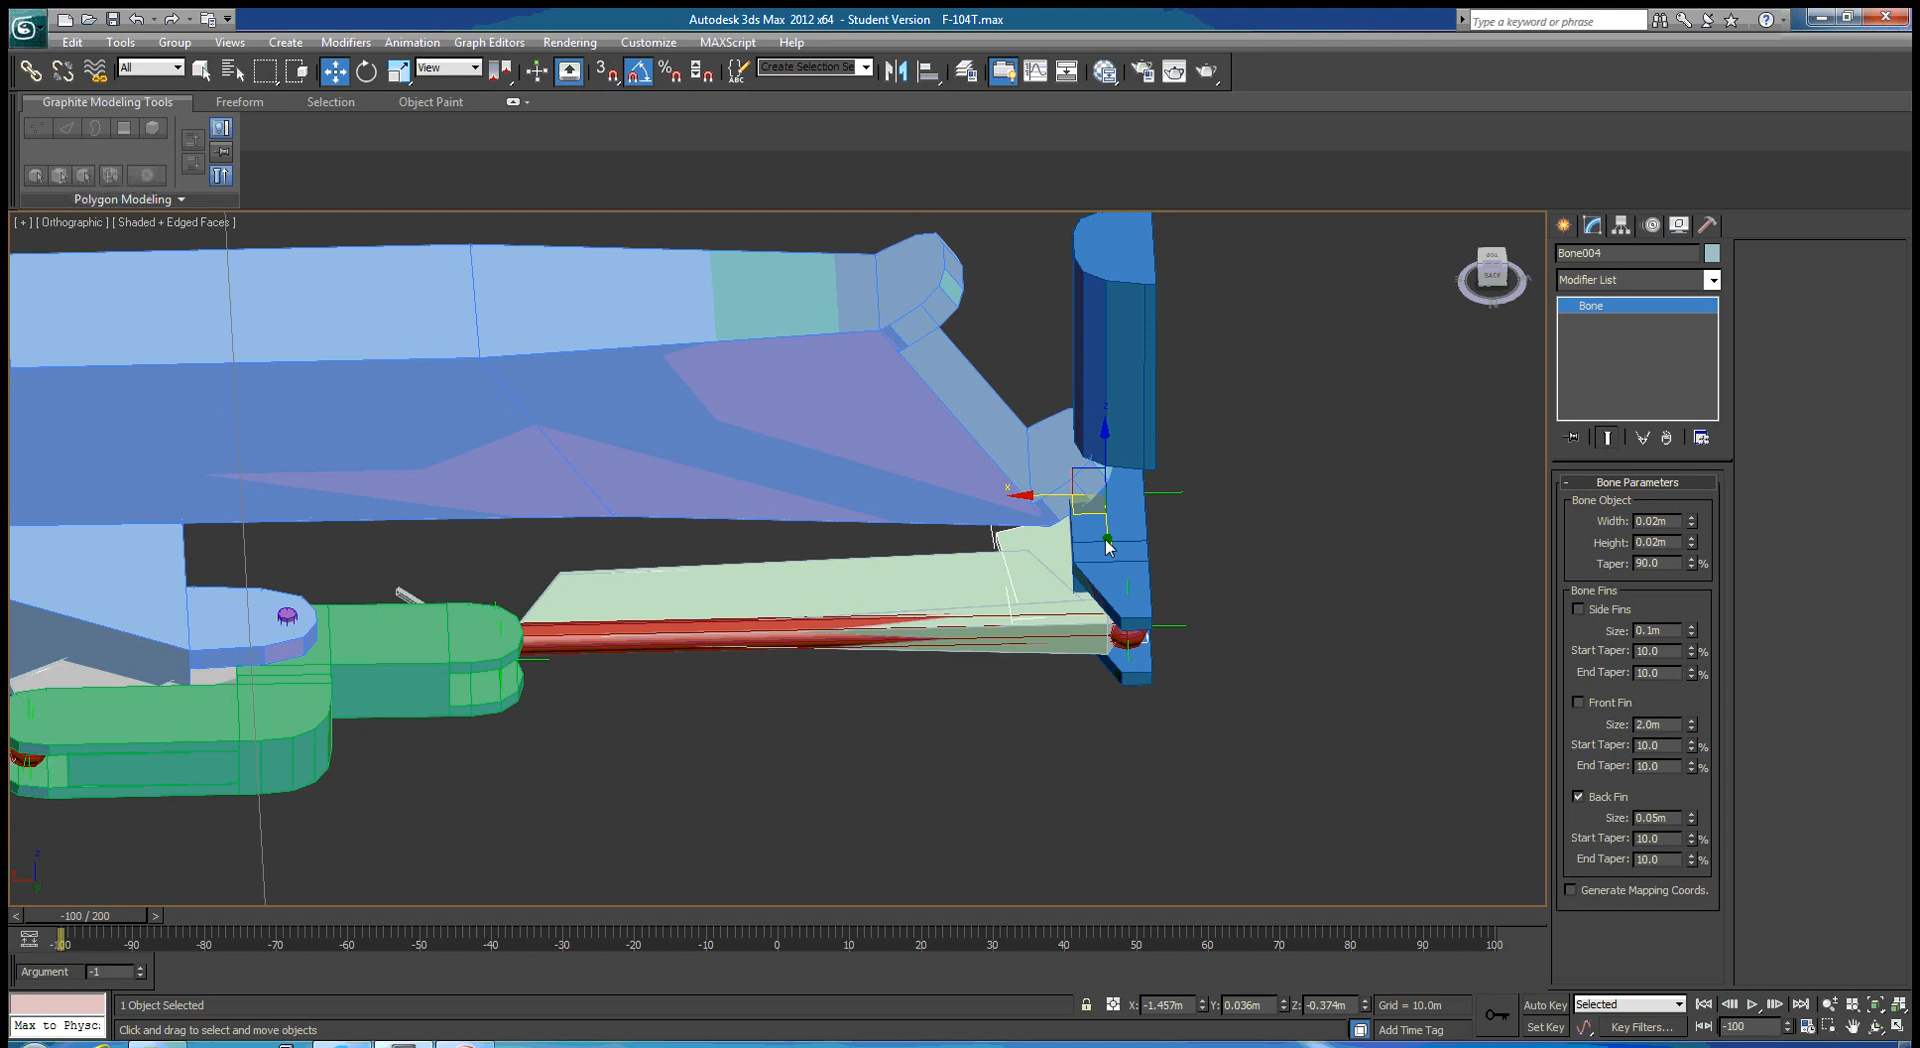 Autodesk 3ds Max 2012 x64 - Student Version F-104T.max
Type a keyword or phrase
Edit Tools Group Views Create Modifiers Animation Graph Editors Rendering Customize MAXScript Help
All View 3 Create Selection Se
Graphite Modeling Tools Freeform Selection Object Paint
Polygon Modeling
[ + ] [ Orthographic ] [ Shaded + Edged Faces ]
TOP
BACK
z
x
z
Bone004
Modifier List
Bone
- Bone Parameters
Bone Object
Width: 0.02m
Height: 0.02m
Taper: 90.0 %
Bone Fins
Side Fins
Size: 0.1m
Start Taper: 10.0 %
End Taper: 10.0 %
Front Fin
Size: 2.0m
Start Taper: 10.0 %
End Taper: 10.0 %
Back Fin
Size: 0.05m
Start Taper: 10.0 %
End Taper: 10.0 %
Generate Mapping Coords.
< -100 / 200 >
-100 -90 -80 -70 -60 -50 -40 -30 -20 -10 0 10 20 30 40 50 60 70 80 90 100
Argument -1
1 Object Selected X: -1.457m Y: 0.036m Z: -0.374m Grid = 10.0m Auto Key Selected
Max to Physc:
Click and drag to select and move objects Add Time Tag Set Key Key Filters... -100